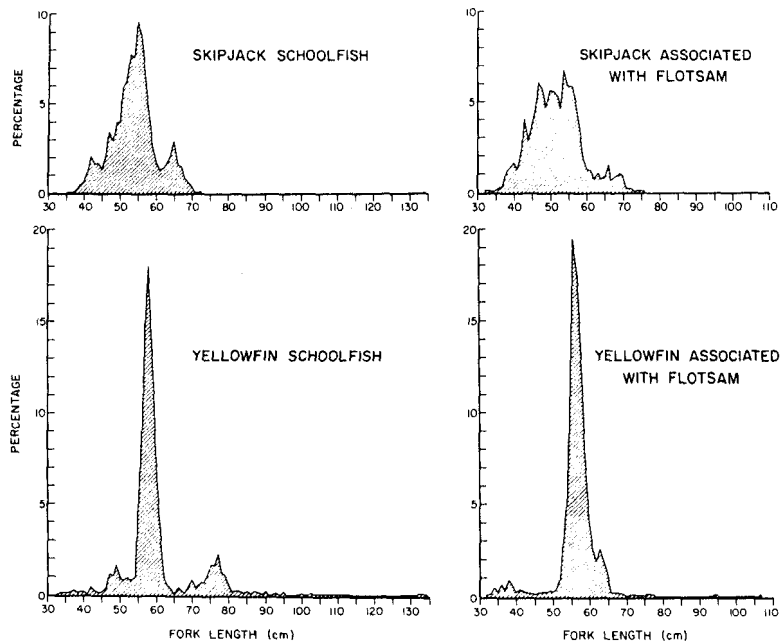 SKIPJACK SCHOOLFISH
PERCENTAGE
10
5
0
30 40 50 60 70 80 90 100 110 120 130
SKIPJACK ASSOCIATED
WITH FLOTSAM
10
5
0
30 40 50 60 70 80 90 100 110
YELLOWFIN SCHOOLFISH
PERCENTAGE
20
15
10
5
0
30 40 50 60 70 80 90 100 110 120 130
FORK LENGTH (cm)
YELLOWFIN ASSOCIATED
WITH FLOTSAM
20
15
10
5
0
30 40 50 60 70 80 90 100 110
FORK LENGTH (cm)